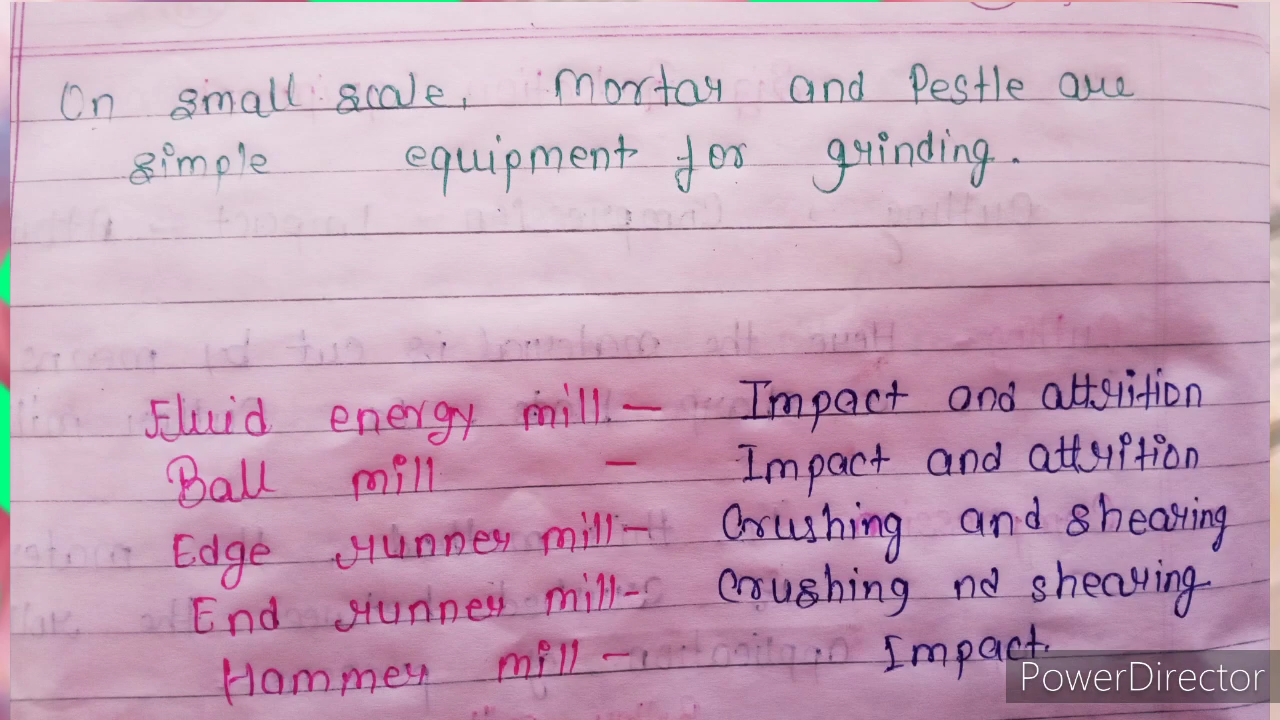 On small scale, Mortar and Pestle are
simple equipment for grinding.
Fluid energy mill - Impact and attrition
Ball mill - Impact and attrition
Edge runner mill - Crushing and shearing
End runner mill - Crushing nd shearing
Hammer mill - Impact.
PowerDirector